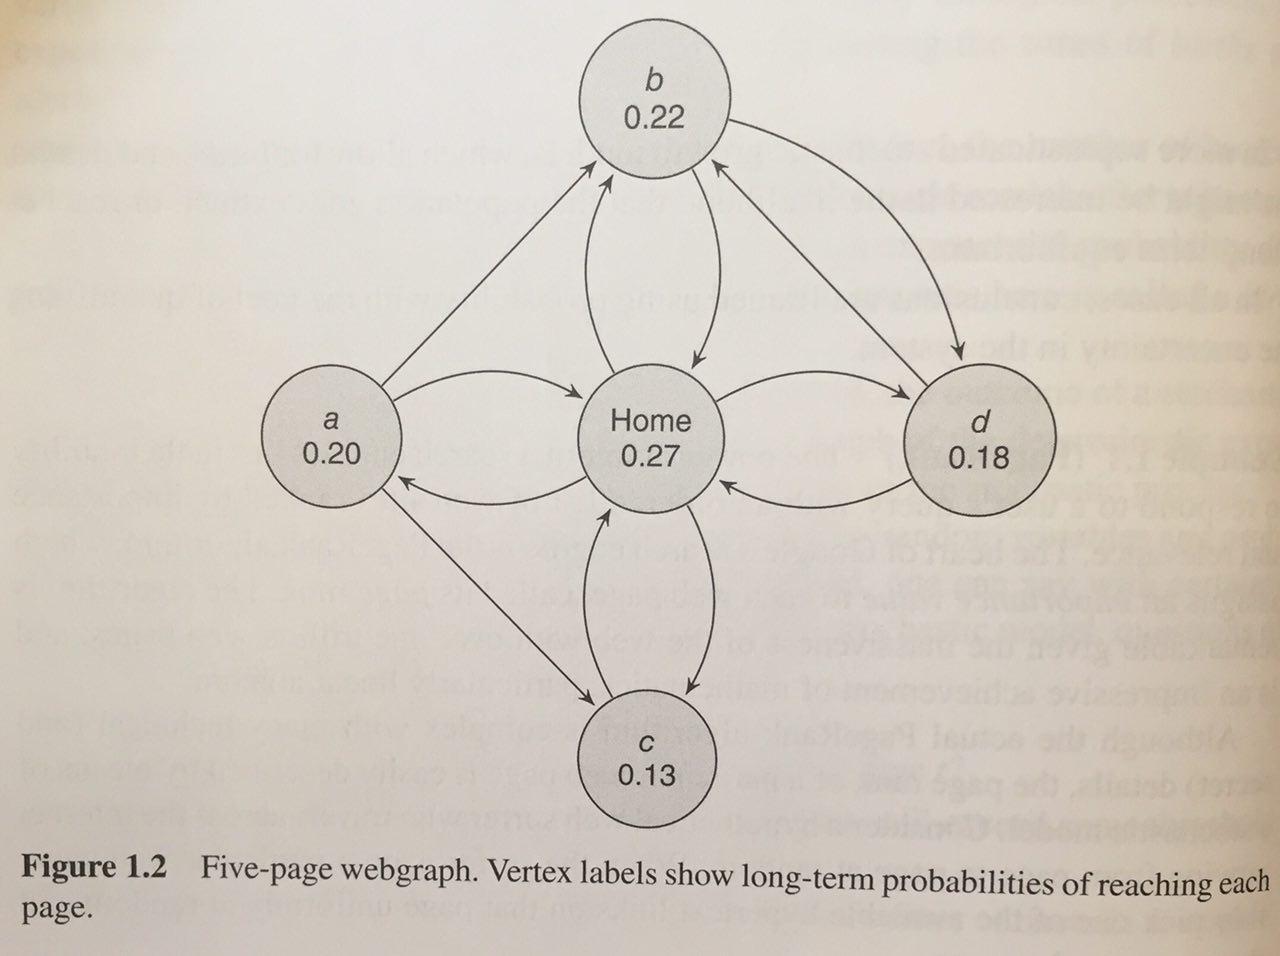 b
0.22
a
0.20
Home
0.27
d
0.18
c
0.13
Figure 1.2 Five-page webgraph. Vertex labels show long-term probabilities of reaching each
page.